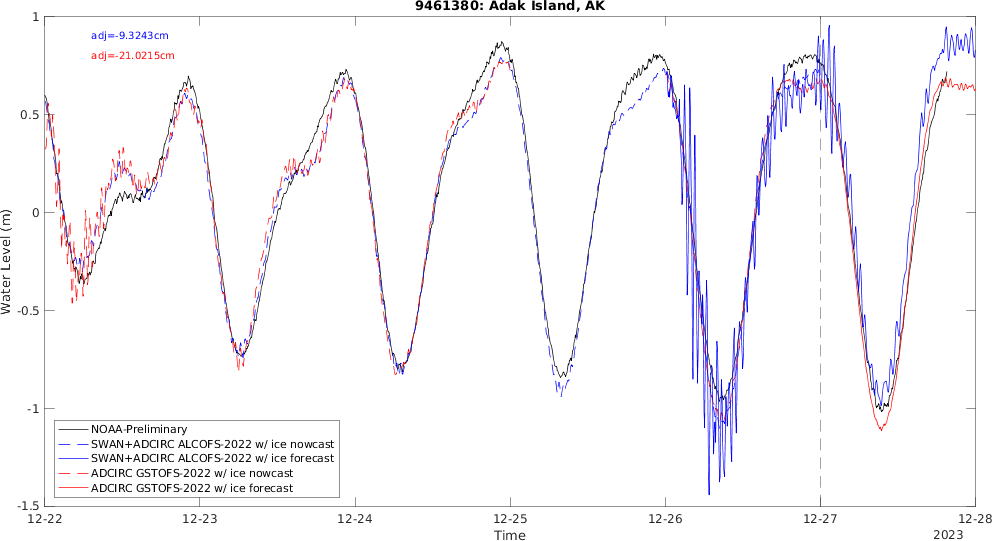 9461380: Adak Island, AK
adj=-9.3243cm
adj=-21.0215cm
Water Level (m)
1
0.5
0
-0.5
-1
-1.5
NOAA-Preliminary
SWAN+ADCIRC ALCOFS-2022 w/ ice nowcast
SWAN+ADCIRC ALCOFS-2022 w/ ice forecast
ADCIRC GSTOFS-2022 w/ ice nowcast
ADCIRC GSTOFS-2022 w/ ice forecast
12-22 12-23 12-24 12-25 12-26 12-27 12-28
Time
2023